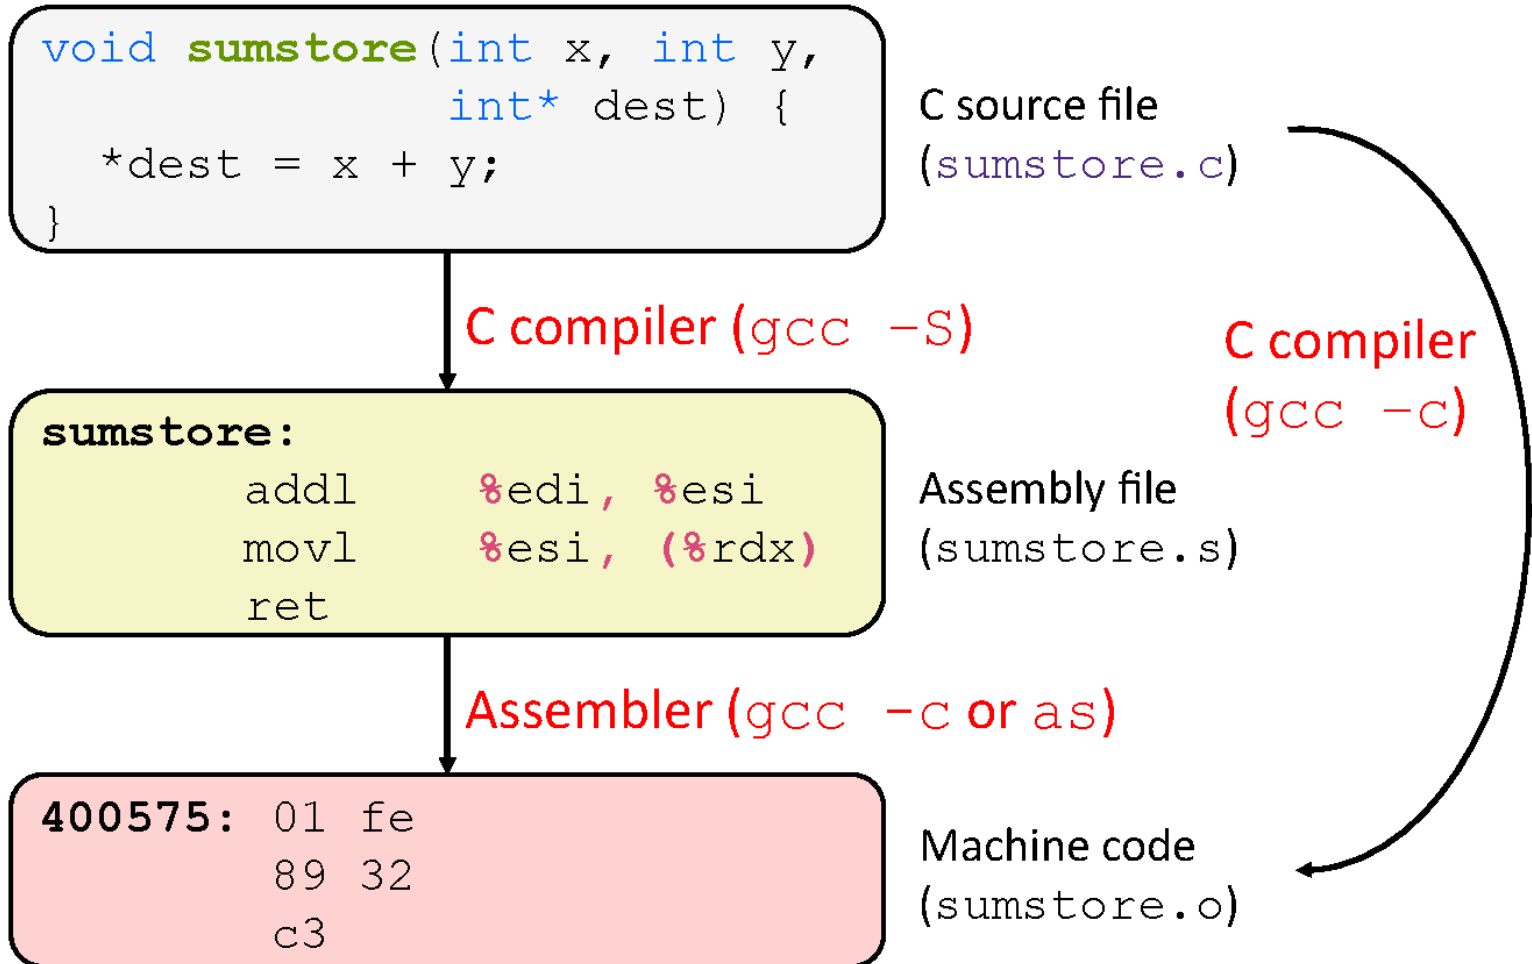 void sumstore(int x, int y,
int* dest) {
*dest = x + y;
}
C source file
(sumstore.c)
C compiler (gcc –S)
C compiler
(gcc –c)
sumstore:
addl %edi, %esi
movl %esi, (%rdx)
ret
Assembly file
(sumstore.s)
Assembler (gcc -c or as)
400575: 01 fe
89 32
c3
Machine code
(sumstore.o)